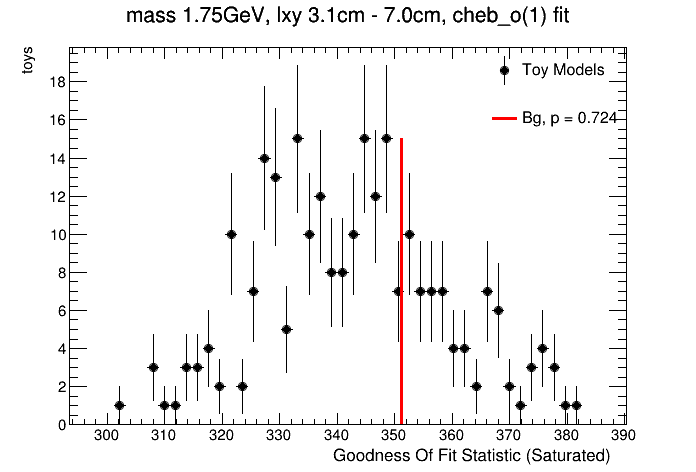 mass 1.75GeV, lxy 3.1cm - 7.0cm, cheb_o(1) fit
toys
Toy Models
Bg, p = 0.724
18
16
14
12
10
8
6
4
2
0
300 310 320 330 340 350 360 370 380 390
Goodness Of Fit Statistic (Saturated)